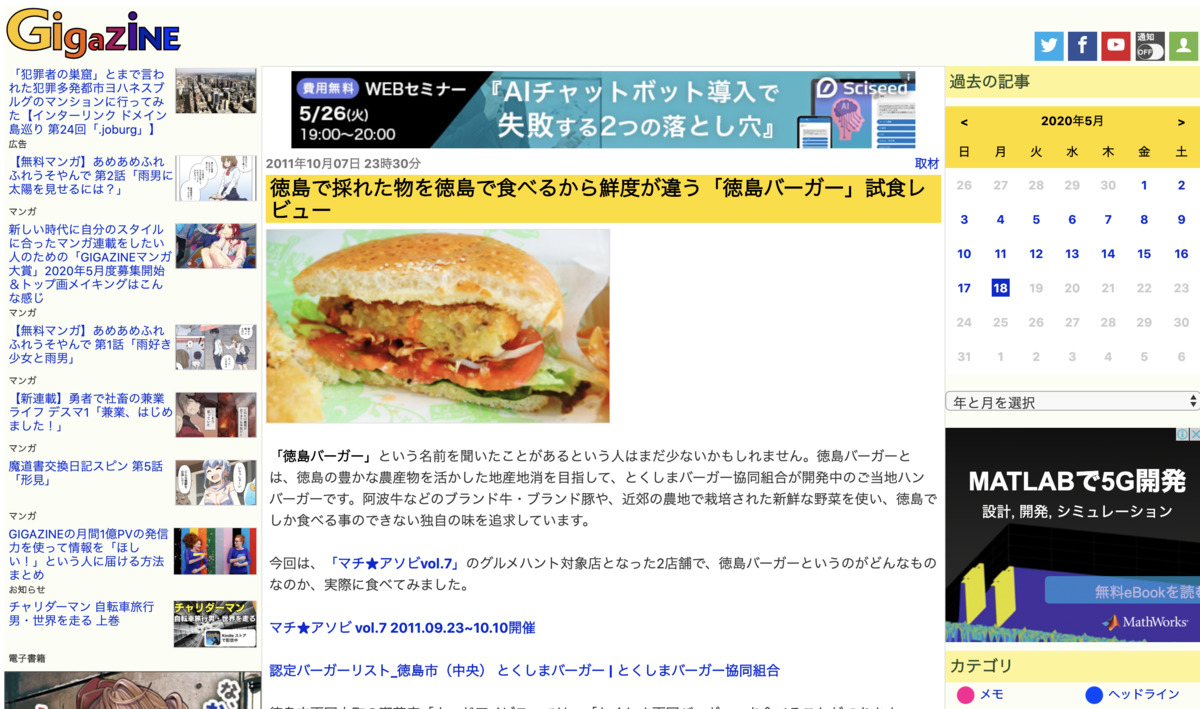 GigaZiNE
通知
OFF
「犯罪者の巣窟」とまで言わ
れた犯罪多発都市ヨハネスブ
ルグのマンションに行ってみ
た【インターリンク ドメイン
島巡り 第24回「.joburg」】
広告
【無料マンガ】あめあめふれ
ふれうそやんで 第2話「雨男に
太陽を見せるには？」
マンガ
新しい時代に自分のスタイル
に合ったマンガ連載をしたい
人のための「GIGAZINEマンガ
大賞」2020年5月度募集開始
＆トップ画メイキングはこん
な感じ
マンガ
【無料マンガ】あめあめふれ
ふれうそやんで 第1話「雨好き
少女と雨男」
マンガ
【新連載】勇者で社畜の兼業
ライフ デスマ1「兼業、はじめ
ました！」
マンガ
魔道書交換日記スピン 第5話
「形見」
マンガ
GIGAZINEの月間1億PVの発信
力を使って情報を「ほし
い！」という人に届ける方法
まとめ
お知らせ
チャリダーマン 自転車旅行
男・世界を走る 上巻
チャリダーマン
自転車旅行男・世界を走る
電子書籍
費用無料 WEBセミナー
5/26(火)
19:00〜20:00
『AIチャットボット導入で
失敗する2つの落とし穴』
Sciseed
AI
2011年10月07日 23時30分
取材
徳島で採れた物を徳島で食べるから鮮度が違う「徳島バーガー」試食レ
ビュー
「徳島バーガー」という名前を聞いたことがあるという人はまだ少ないかもしれません。徳島バーガーと
は、徳島の豊かな農産物を活かした地産地消を目指して、とくしまバーガー協同組合が開発中のご当地ハン
バーガーです。阿波牛などのブランド牛・ブランド豚や、近郊の農地で栽培された新鮮な野菜を使い、徳島で
しか食べる事のできない独自の味を追求しています。
今回は、「マチ★アソビvol.7」のグルメハント対象店となった2店舗で、徳島バーガーというのがどんなもの
なのか、実際に食べてみました。
マチ★アソビ vol.7 2011.09.23~10.10開催
認定バーガーリスト_徳島市（中央） とくしまバーガー | とくしまバーガー協同組合
過去の記事
< 2020年5月 >
日 月 火 水 木 金 土
26 27 28 29 30 1 2
3 4 5 6 7 8 9
10 11 12 13 14 15 16
17 18 19 20 21 22 23
24 25 26 27 28 29 30
31 1 2 3 4 5 6
年と月を選択
MATLABで5G開発
設計, 開発, シミュレーション
無料eBookを読む
MathWorks
カテゴリ
メモ
ヘッドライン